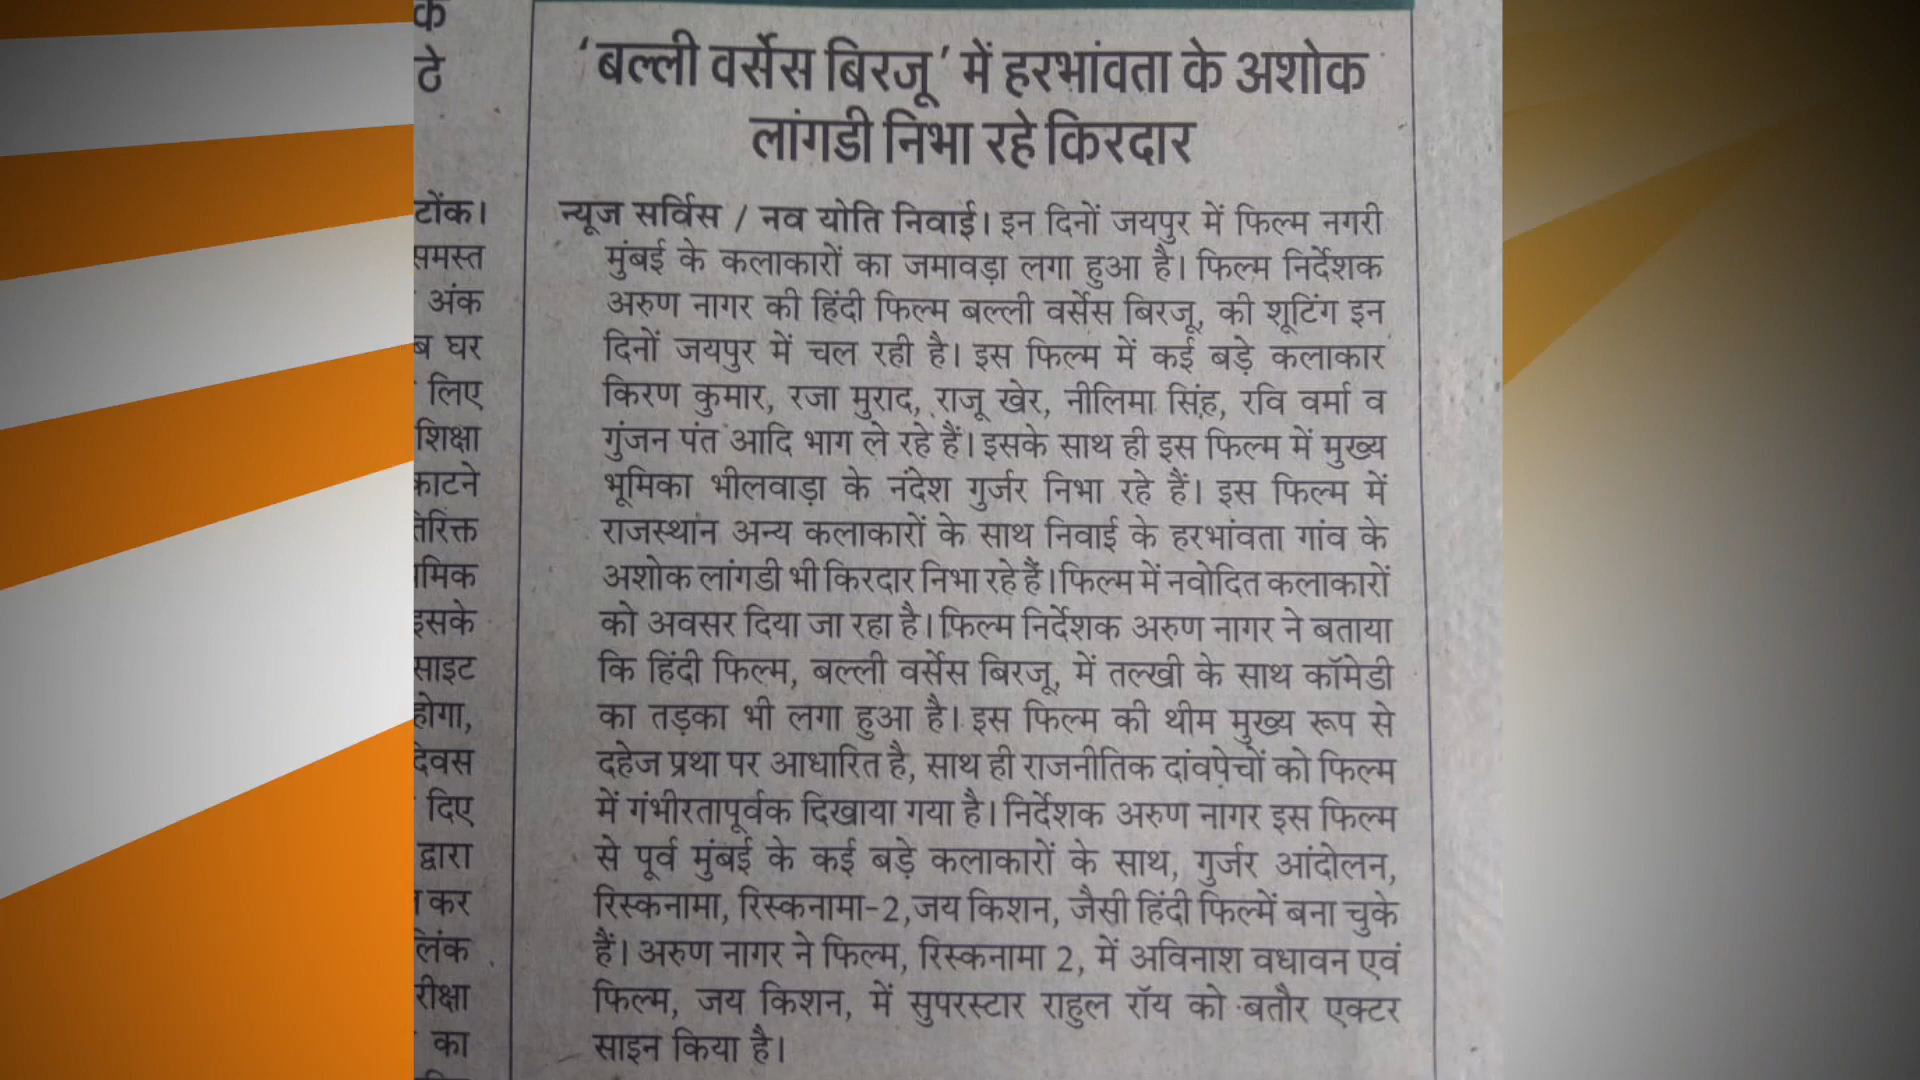 के
ठे
टोंक।
समस्त
अंक
ब घर
लिए
शिक्षा
काटने
तिरिक्त
मिक
इसके
साइट
होगा,
देवस
दिए
द्वारा
कर
लिंक
रीक्षा
का
'बल्ली वर्सेस बिरजू' में हरभांवता के अशोक
लांगडी निभा रहे किरदार
न्यूज सर्विस / नव योति निवाई। इन दिनों जयपुर में फिल्म नगरी
मुंबई के कलाकारों का जमावड़ा लगा हुआ है। फिल्म निर्देशक
अरुण नागर की हिंदी फिल्म बल्ली वर्सेस बिरजू, की शूटिंग इन
दिनों जयपुर में चल रही है। इस फिल्म में कई बड़े कलाकार
किरण कुमार, रजा मुराद, राजू खेर, नीलिमा सिंह, रवि वर्मा व
गुंजन पंत आदि भाग ले रहे हैं। इसके साथ ही इस फिल्म में मुख्य
भूमिका भीलवाड़ा के नंदेश गुर्जर निभा रहे हैं। इस फिल्म में
राजस्थान अन्य कलाकारों के साथ निवाई के हरभांवता गांव के
अशोक लांगडी भी किरदार निभा रहे हैं। फिल्म में नवोदित कलाकारों
को अवसर दिया जा रहा है। फिल्म निर्देशक अरुण नागर ने बताया
कि हिंदी फिल्म, बल्ली वर्सेस बिरजू, में तल्खी के साथ कॉमेडी
का तड़का भी लगा हुआ है। इस फिल्म की थीम मुख्य रूप से
दहेज प्रथा पर आधारित है, साथ ही राजनीतिक दांवपेचों को फिल्म
में गंभीरतापूर्वक दिखाया गया है। निर्देशक अरुण नागर इस फिल्म
से पूर्व मुंबई के कई बड़े कलाकारों के साथ, गुर्जर आंदोलन,
रिस्कनामा, रिस्कनामा-2,जय किशन, जैसी हिंदी फिल्में बना चुके
हैं। अरुण नागर ने फिल्म, रिस्कनामा 2, में अविनाश वधावन एवं
फिल्म, जय किशन, में सुपरस्टार राहुल रॉय को बतौर एक्टर
साइन किया है।